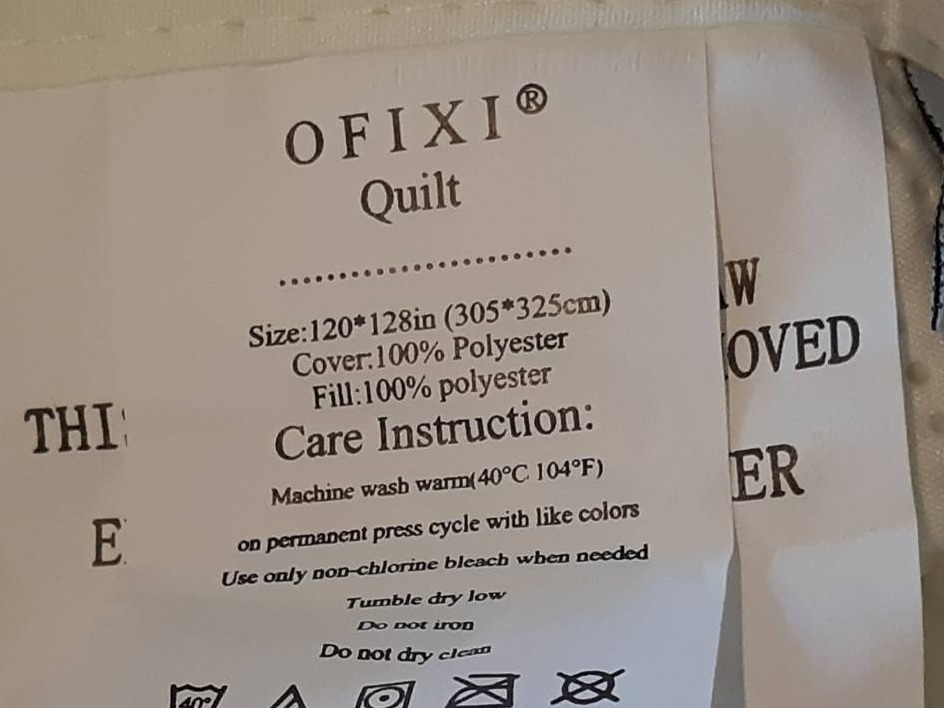 OFIXI®
Quilt
........................
Size:120*128in (305*325cm)
Cover:100% Polyester
Fill:100% polyester
Care Instruction:
Machine wash warm(40°C 104°F)
on permanent press cycle with like colors
Use only non-chlorine bleach when needed
Tumble dry low
Do not iron
Do not dry clean
40°
THI
E
W
OVED
ER